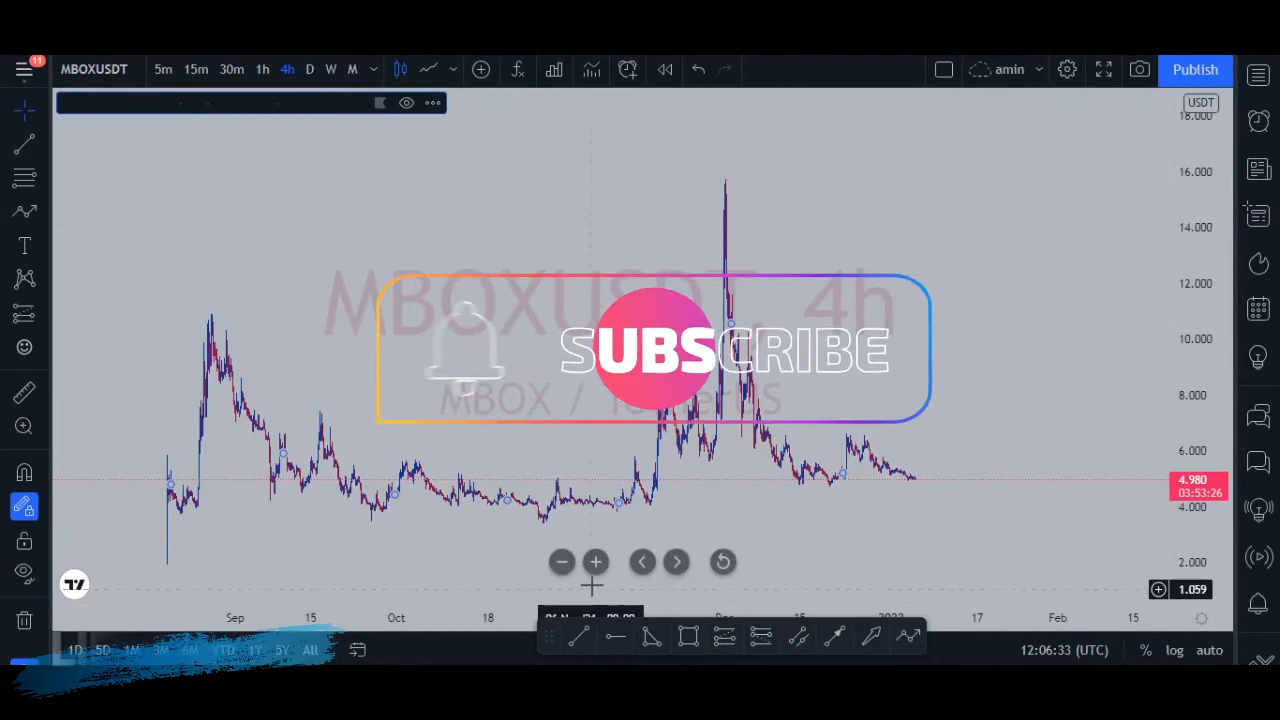 11
MBOXUSDT 5m 15m 30m 1h 4h D W M amin Publish
USDT
18.000
16.000
14.000
12.000
10.000
8.000
6.000
4.980
03:53:26
4.000
2.000
1.059
MBOXUSDT, 4h
SUBSCRIBE
MBOX /
Sep 15 Oct 18 15 2022 17 Feb 15
1D 5D 1M 3M 6M YTD 1Y 5Y All
12:06:33 (UTC) % log auto